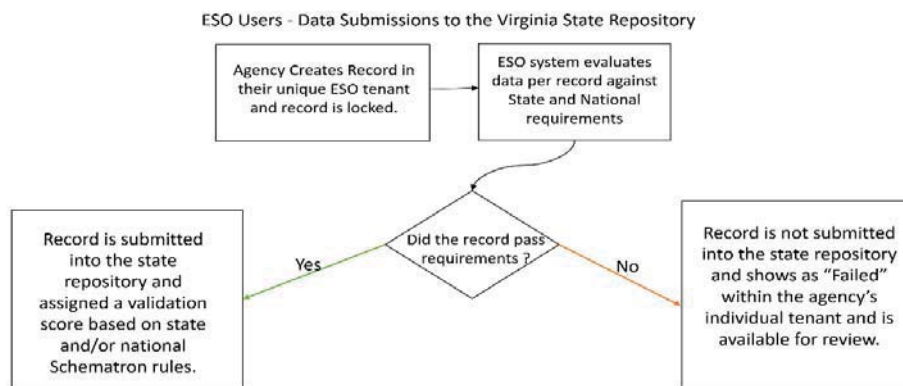 ESO Users - Data Submissions to the Virginia State Repository
Agency Creates Record in
their unique ESO tenant
and record is locked.
ESO system evaluates
data per record against
State and National
requirements
Did the record pass
requirements ?
Yes
No
Record is submitted
into the state
repository and
assigned a validation
score based on state
and/or national
Schematron rules.
Record is not submitted
into the state repository
and shows as “Failed”
within the agency’s
individual tenant and is
available for review.